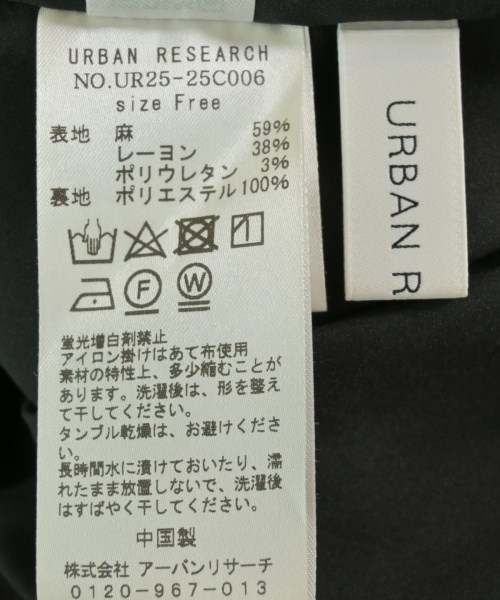 URBAN RESEARCH
NO.UR25-25C006
size Free
表地 麻 59%
レーヨン 38%
ポリウレタン 3%
裏地 ポリエステル 100%
F W
蛍光増白剤禁止
アイロン掛けはあて布使用
素材の特性上、多少縮むことが
あります。洗濯後は、形を整え
て干してください。
タンブル乾燥は、お避けくださ
い。
長時間水に漬けておいたり、濡
れたまま放置しないで、洗濯後
はすばやく干してください。
中国製
株式会社 アーバンリサーチ
0120-967-013
URBAN R